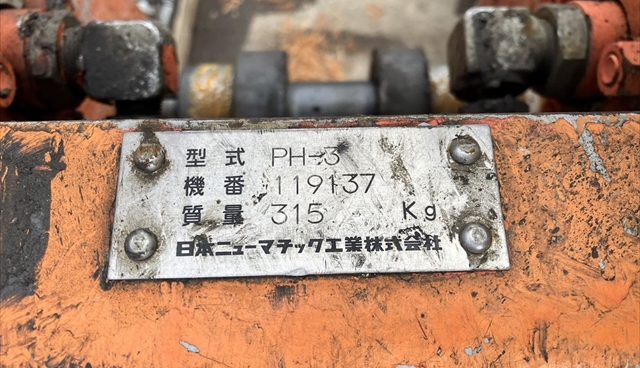 型式 PH-3
機番 119137
質量 315 Kg
日本ニューマチック工業株式会社